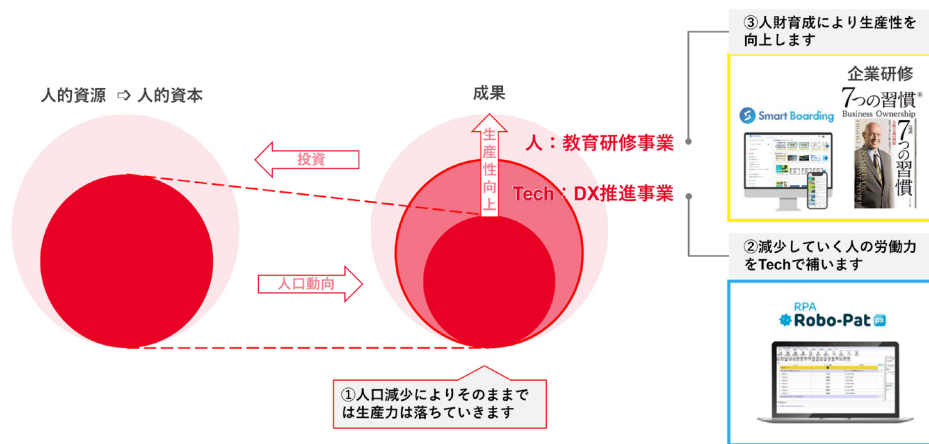 人的資源 ⇨ 人的資本
成果
投資
人口動向
生産性向上
人：教育研修事業
Tech：DX推進事業
①人口減少によりそのままで
は生産力は落ちていきます
③人財育成により生産性を
向上します
Smart Boarding
企業研修
7つの習慣®
Business Ownership
7つの習慣
②減少していく人の労働力
をTechで補います
RPA
Robo-Pat DX